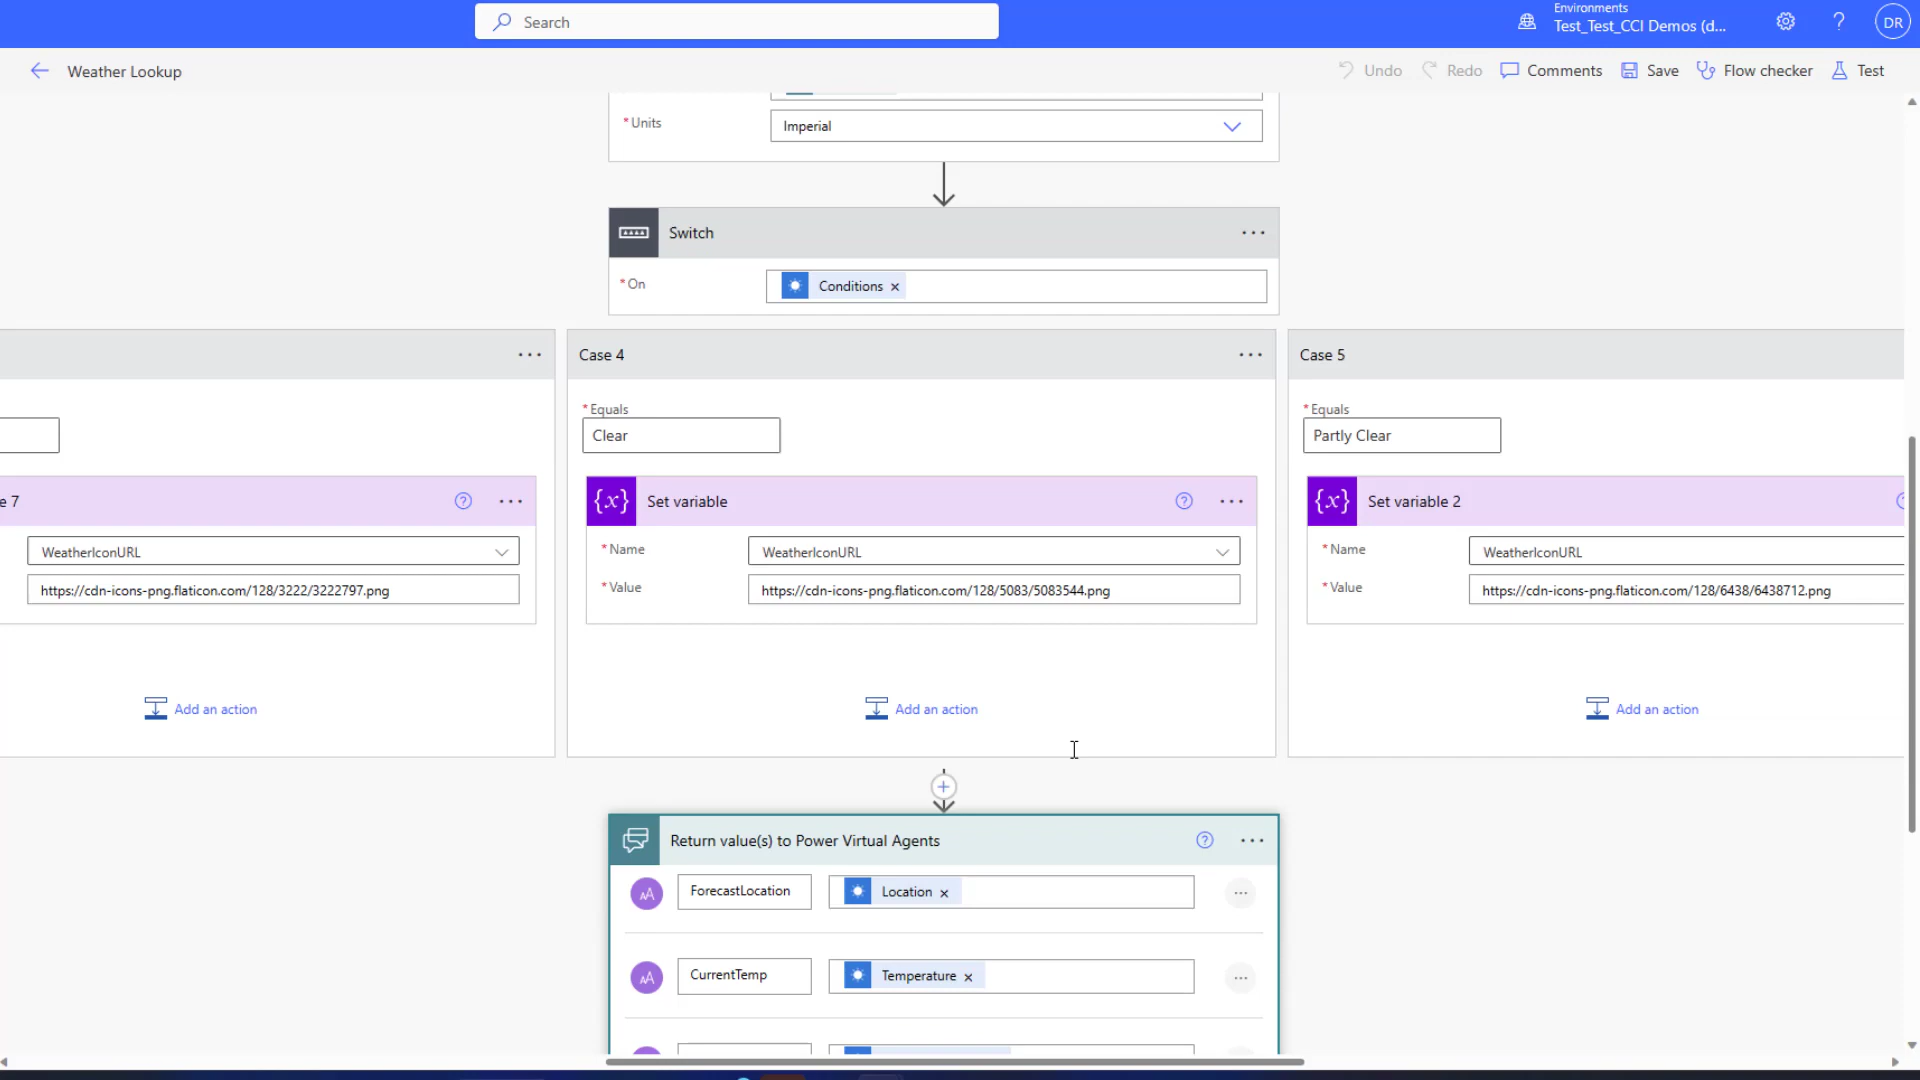 Search
Environments
Test_Test_CCI Demos (d...
DR
Weather Lookup
Undo
Redo
Comments
Save
Flow checker
Test
* Units
Imperial
Switch
* On
Conditions
Case 4
Case 5
* Equals
Clear
* Equals
Partly Clear
e 7
{x} Set variable
{x} Set variable 2
WeatherIconURL
* Name
WeatherIconURL
* Name
WeatherIconURL
https://cdn-icons-png.flaticon.com/128/3222/3222797.png
* Value
https://cdn-icons-png.flaticon.com/128/5083/5083544.png
* Value
https://cdn-icons-png.flaticon.com/128/6438/6438712.png
Add an action
Add an action
Add an action
Return value(s) to Power Virtual Agents
AA
ForecastLocation
Location
AA
CurrentTemp
Temperature